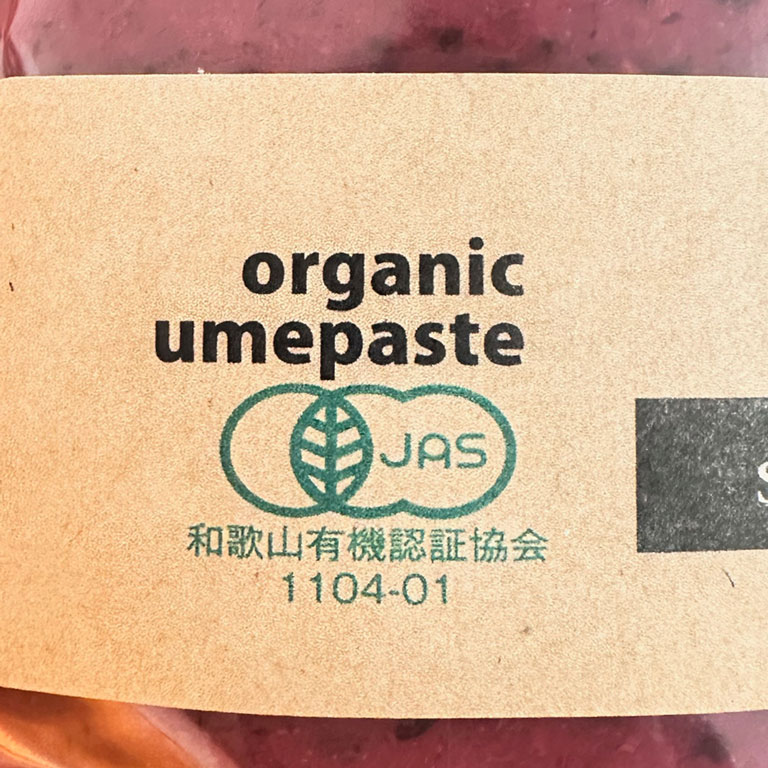 organic
umepaste
JAS
和歌山有機認証協会
1104-01
S